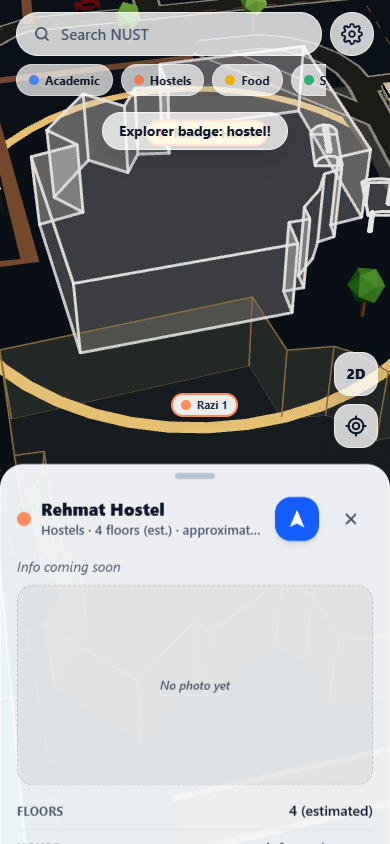 Search NUST
Academic
Hostels
Food
S
Explorer badge: hostel!
2D
Razi 1
Rehmat Hostel
Hostels · 4 floors (est.) · approximat...
Info coming soon
No photo yet
FLOORS
4 (estimated)